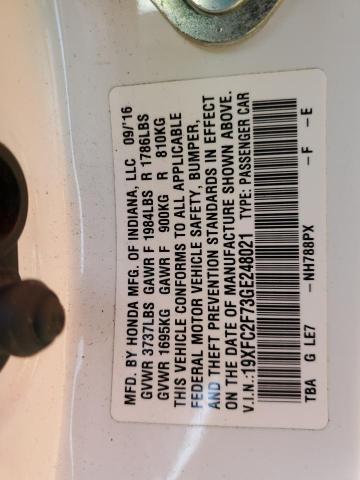 MFD. BY HONDA MFG. OF INDIANA, LLC 09/'16
GVWR 3737LBS GAWR F 1984LBS R 1786LBS
GVWR 1695KG GAWR F 900KG R 810KG
THIS VEHICLE CONFORMS TO ALL APPLICABLE
FEDERAL MOTOR VEHICLE SAFETY, BUMPER,
AND THEFT PREVENTION STANDARDS IN EFFECT
ON THE DATE OF MANUFACTURE SHOWN ABOVE.
V.I.N.:19XFC2F73GE248021 TYPE: PASSENGER CAR
TBA G LE7 – NH788PX – F – E